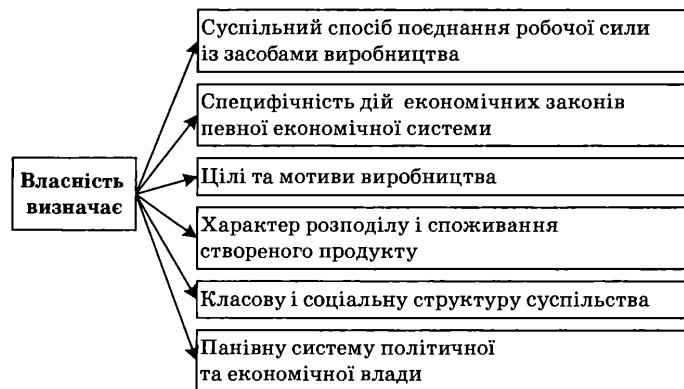 Суспільний спосіб поєднання робочої сили
із засобами виробництва
Специфічність дій економічних законів
певної економічної системи
Власність
визначає
Цілі та мотиви виробництва
Характер розподілу і споживання
створеного продукту
Класову і соціальну структуру суспільства
Панівну систему політичної
та економічної влади